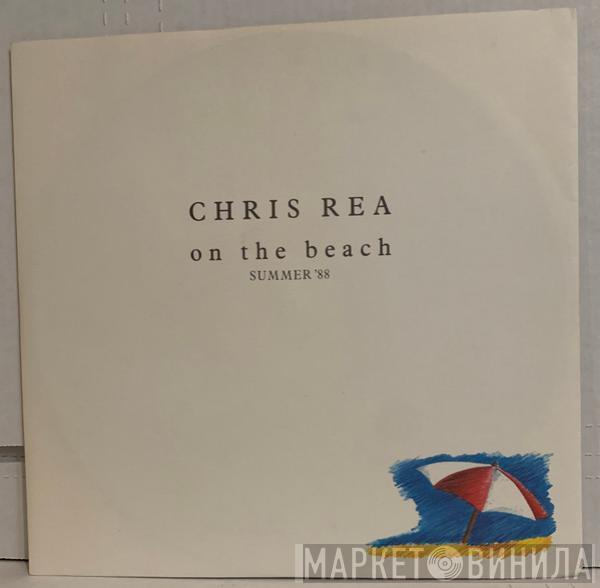 CHRIS REA
on the beach
SUMMER '88
МАРКЕТ ВИНИЛА